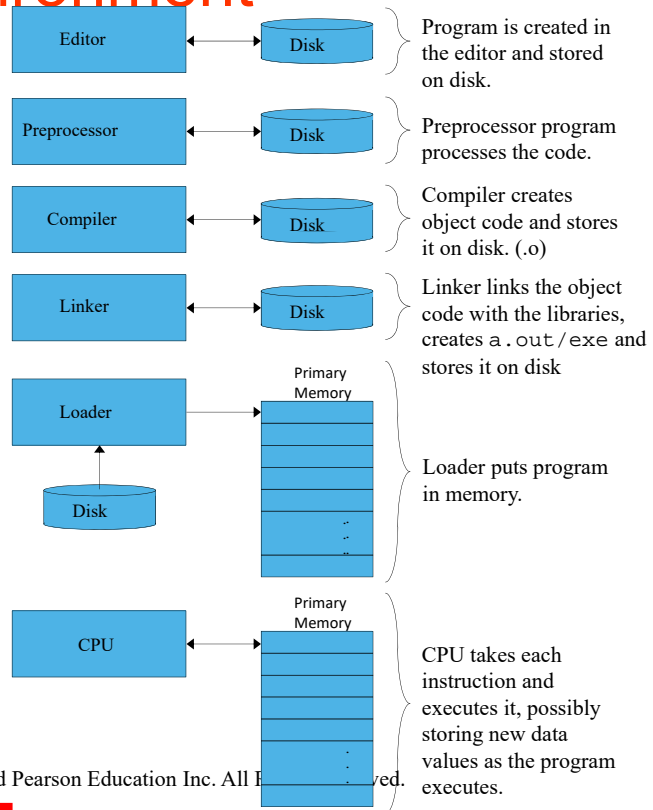 Editor
Disk
Program is created in
the editor and stored
on disk.
Preprocessor
Disk
Preprocessor program
processes the code.
Compiler
Disk
Compiler creates
object code and stores
it on disk. (.o)
Linker
Disk
Linker links the object
code with the libraries,
creates a.out/exe and
stores it on disk
Loader
Primary
Memory
Disk
Loader puts program
in memory.
CPU
Primary
Memory
CPU takes each
instruction and
executes it, possibly
storing new data
values as the program
executes.
Pearson Education Inc. All